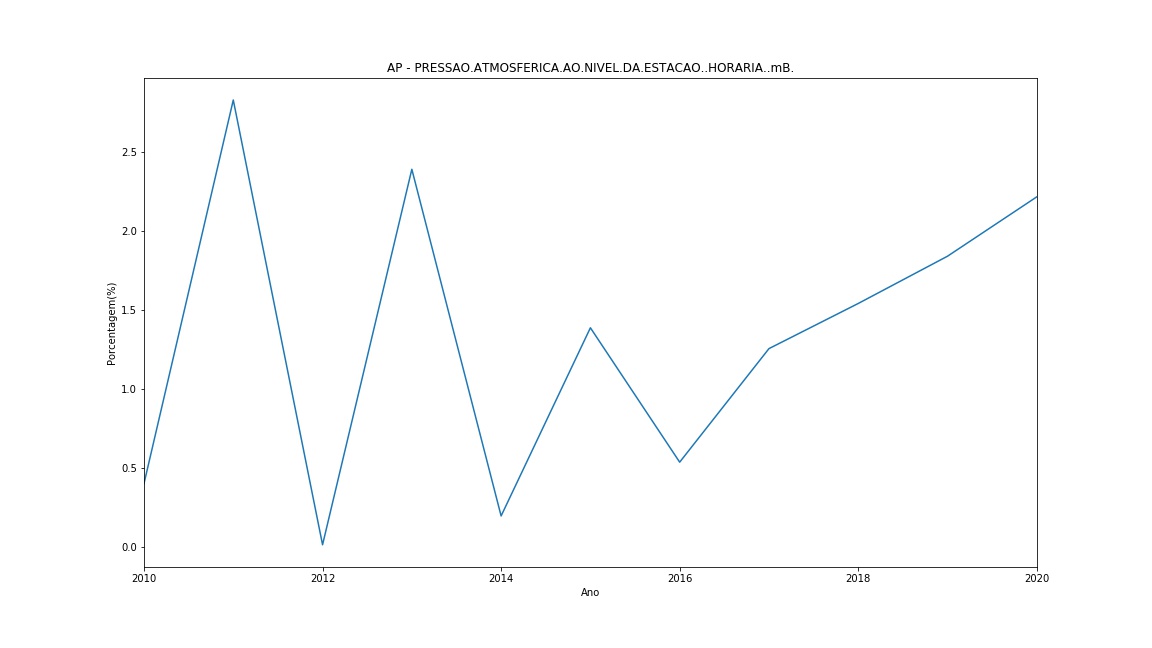 AP - PRESSAO.ATMOSFERICA.AO.NIVEL.DA.ESTACAO..HORARIA..mB.
2.5
2.0
1.5
1.0
0.5
0.0
Porcentagem(%)
2010 2012 2014 2016 2018 2020
Ano